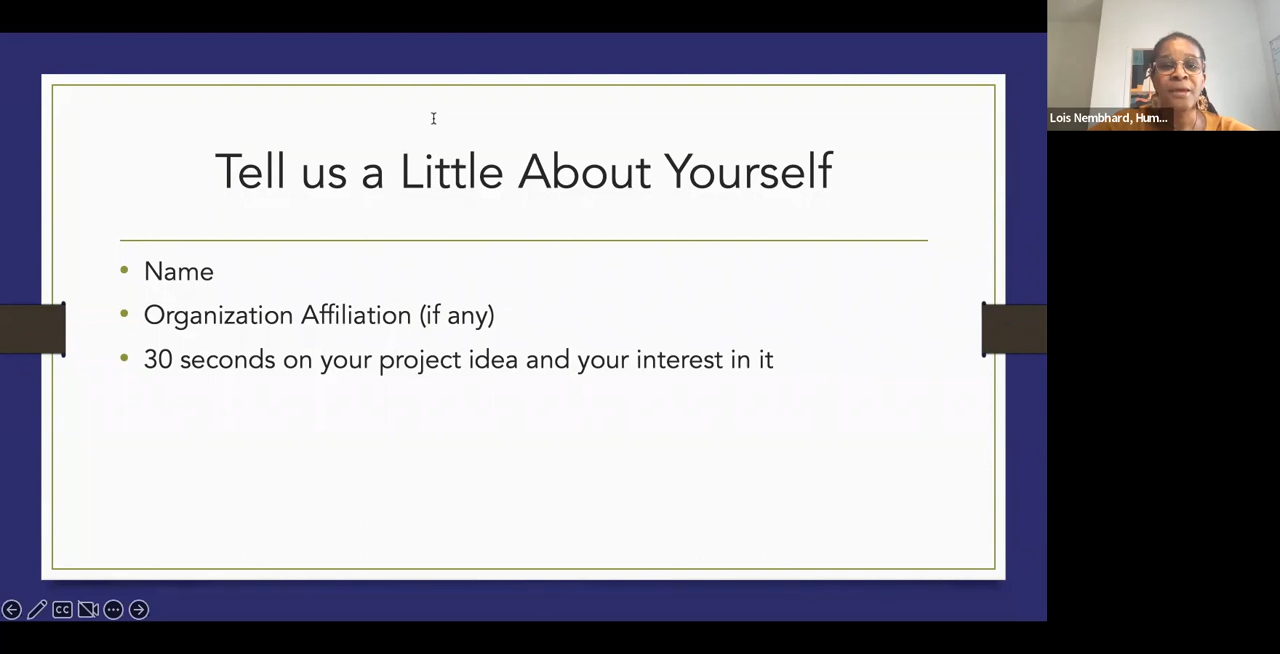 Tell us a Little About Yourself
Name
Organization Affiliation (if any)
30 seconds on your project idea and your interest in it
Lois Nembhard, Hum...
CC